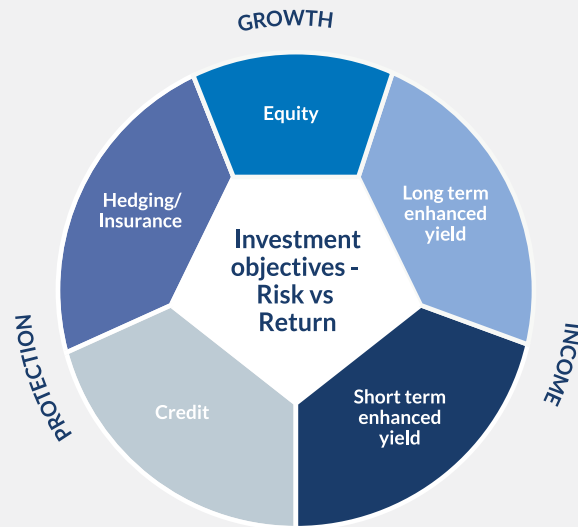 GROWTH
Equity
Hedging/
Insurance
Long term
enhanced
yield
Investment
objectives -
Risk vs
Return
PROTECTION
INCOME
Credit
Short term
enhanced
yield